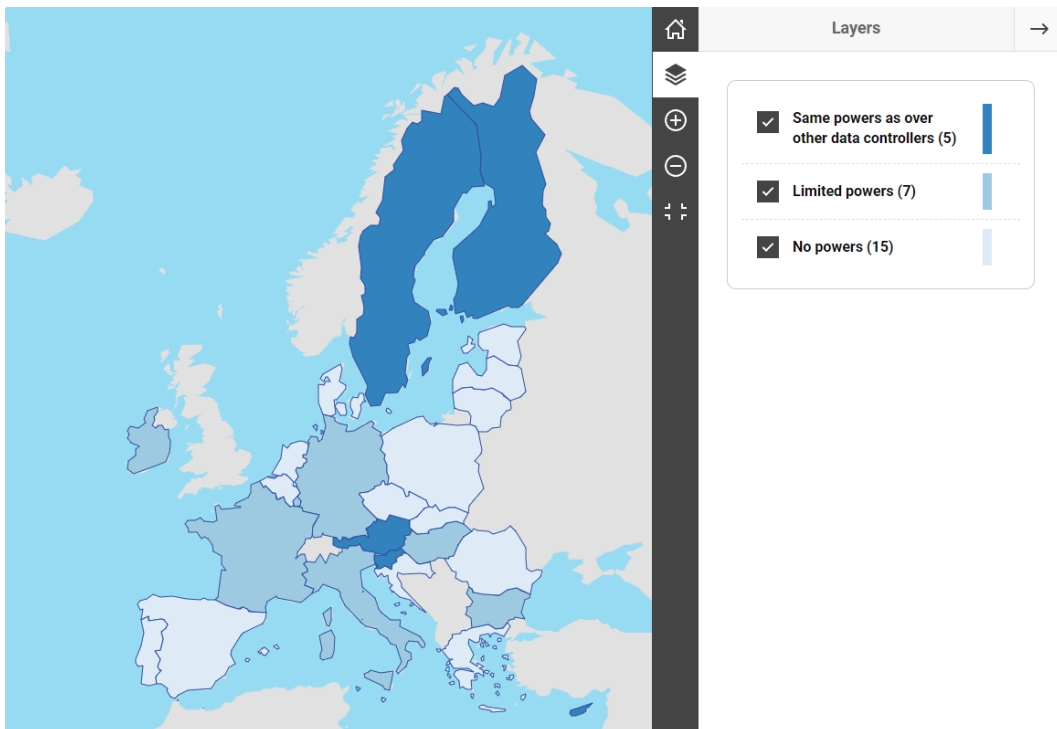 Layers
Same powers as over
other data controllers (5)
Limited powers (7)
No powers (15)